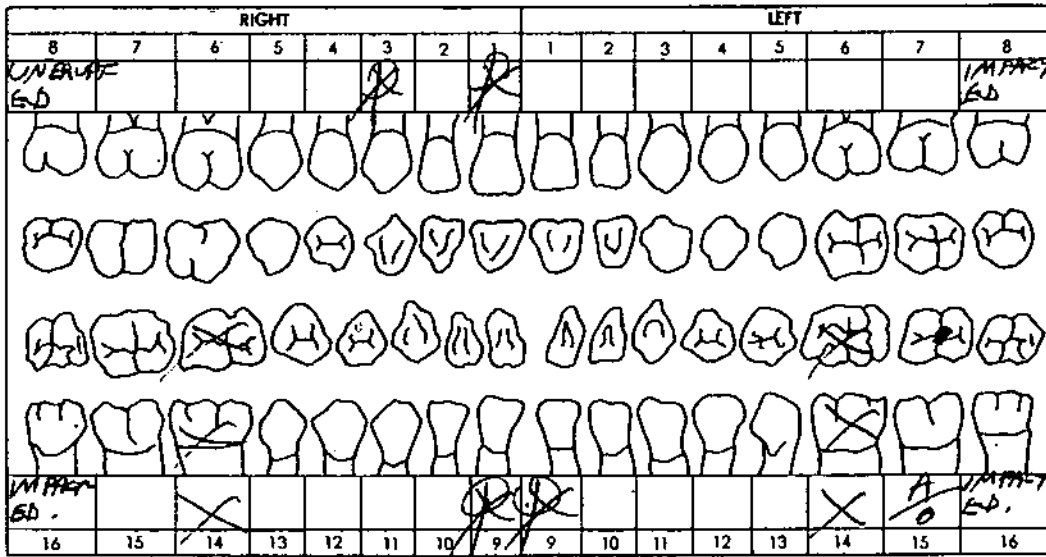 RIGHT LEFT
8 7 6 5 4 3 2 1 1 2 3 4 5 6 7 8
UNERUPT IMPACT
ED ED
IMPACT X X A IMPACT
ED. O ED.
16 15 14 13 12 11 10 9 9 10 11 12 13 14 15 16